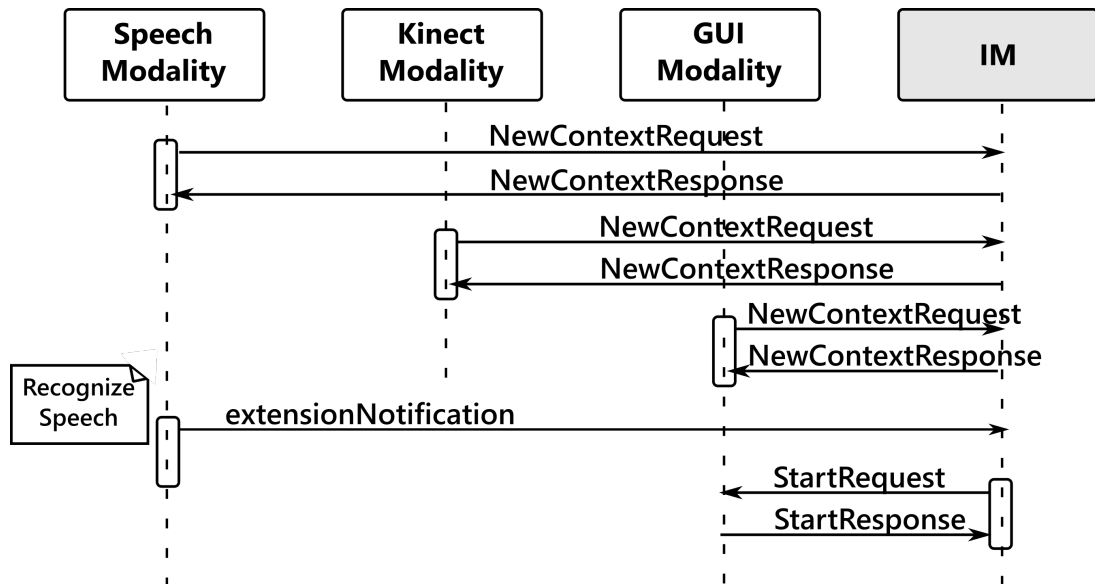 Speech
Modality
Kinect
Modality
GUI
Modality
IM
NewContextRequest
NewContextResponse
NewContextRequest
NewContextResponse
NewContextRequest
NewContextResponse
Recognize
Speech
extensionNotification
StartRequest
StartResponse